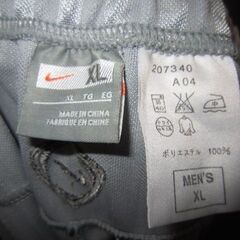 XL
XL TG EG
MADE IN CHINA
FABRIQUE EN CHINE
207340
A04
ポリエステル 100%
MEN'S
XL